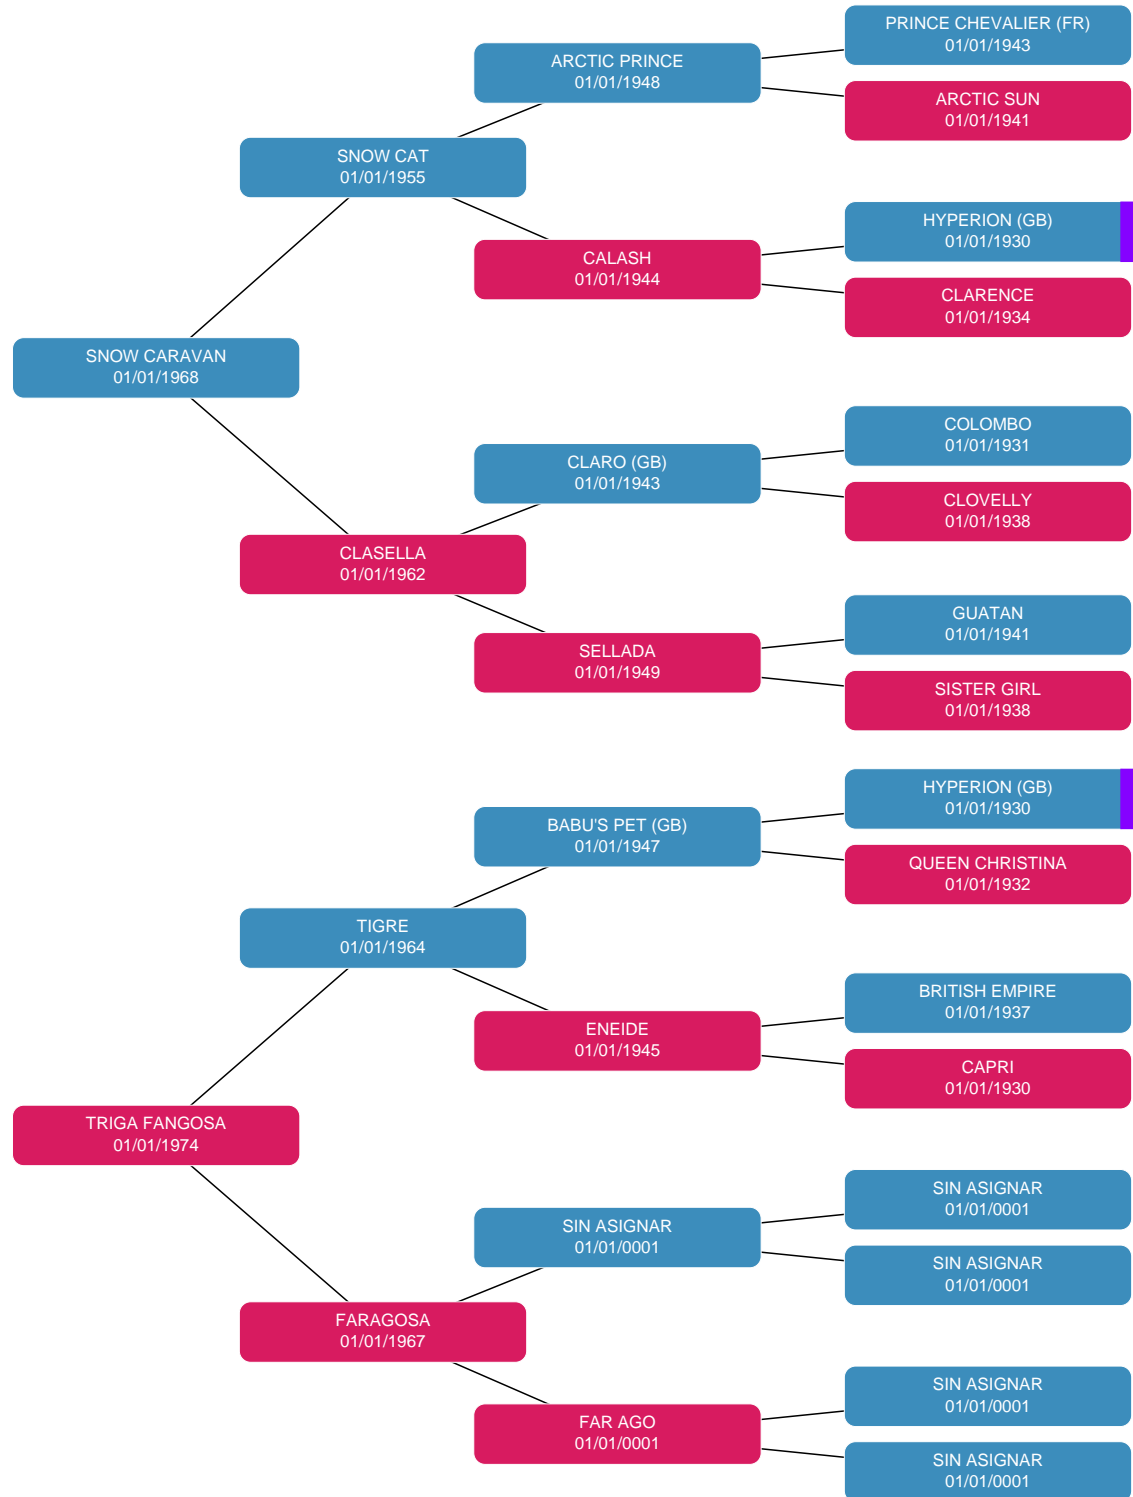 PRINCE CHEVALIER (FR)
01/01/1943
ARCTIC PRINCE
01/01/1948
ARCTIC SUN
01/01/1941
SNOW CAT
01/01/1955
HYPERION (GB)
01/01/1930
CALASH
01/01/1944
CLARENCE
01/01/1934
SNOW CARAVAN
01/01/1968
COLOMBO
01/01/1931
CLARO (GB)
01/01/1943
CLOVELLY
01/01/1938
CLASELLA
01/01/1962
GUATAN
01/01/1941
SELLADA
01/01/1949
SISTER GIRL
01/01/1938
HYPERION (GB)
01/01/1930
BABU'S PET (GB)
01/01/1947
QUEEN CHRISTINA
01/01/1932
TIGRE
01/01/1964
BRITISH EMPIRE
01/01/1937
ENEIDE
01/01/1945
CAPRI
01/01/1930
TRIGA FANGOSA
01/01/1974
SIN ASIGNAR
01/01/0001
SIN ASIGNAR
01/01/0001
SIN ASIGNAR
01/01/0001
FARAGOSA
01/01/1967
SIN ASIGNAR
01/01/0001
FAR AGO
01/01/0001
SIN ASIGNAR
01/01/0001